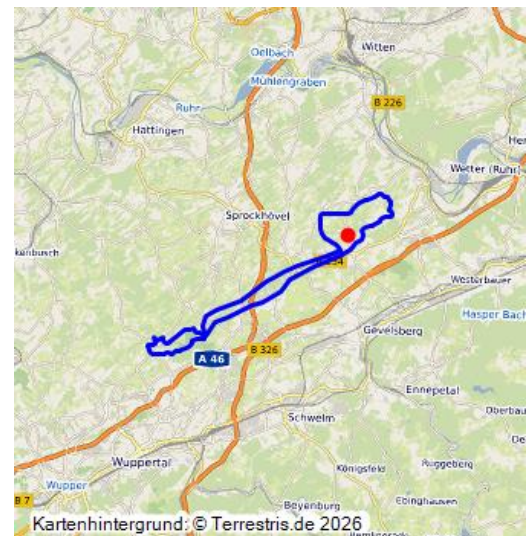 Oelbach
Witten
Mühlengraben
B 226
Ruhr
Hattingen
Wetter (Ruhr)
Sprockhövel
Westerbauer
Hasper Bach
Gevelsberg
A 46
B 326
Ennepetal
Schwelm
Wuppertal
Königsfeld
Ruggeberg
Wupper
B 7
Beyenburg
Ebinghausen
Kartenhintergrund: © Terrestris.de 2026